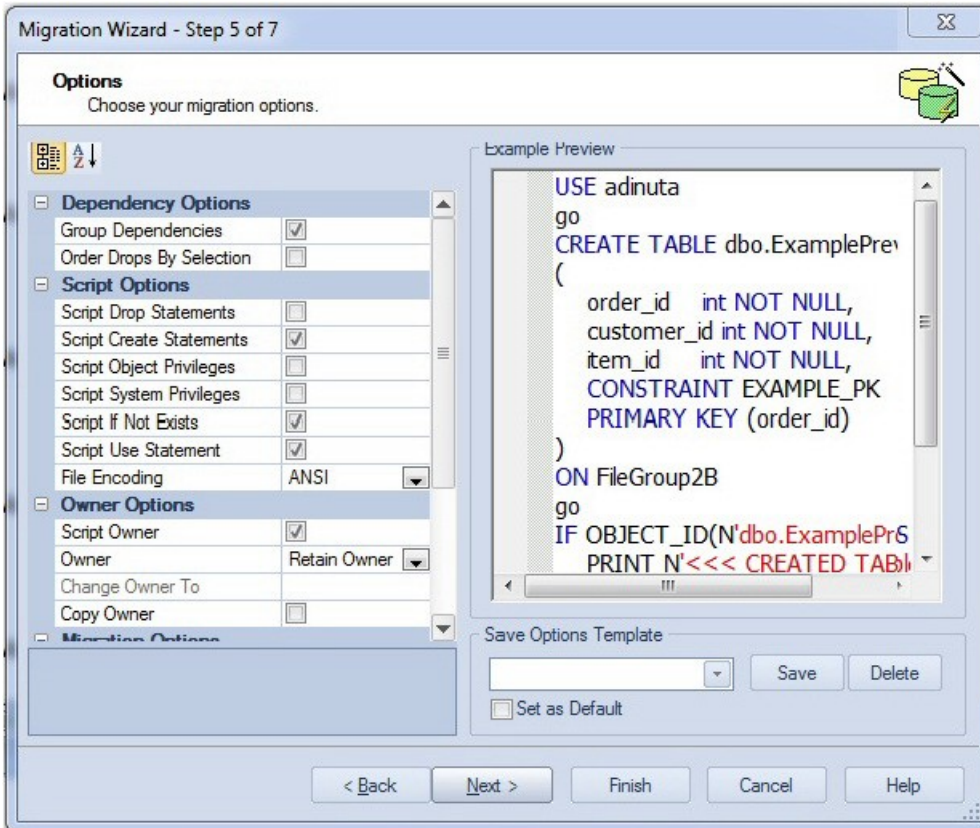 Migration Wizard - Step 5 of 7
Options
Choose your migration options.
A
Z
Dependency Options
Group Dependencies
Order Drops By Selection
Script Options
Script Drop Statements
Script Create Statements
Script Object Privileges
Script System Privileges
Script If Not Exists
Script Use Statement
File Encoding ANSI
Owner Options
Script Owner
Owner Retain Owner
Change Owner To
Copy Owner
Migration Options
Example Preview
USE adinuta
go
CREATE TABLE dbo.ExamplePrev
(
order_id int NOT NULL,
customer_id int NOT NULL,
item_id int NOT NULL,
CONSTRAINT EXAMPLE_PK
PRIMARY KEY (order_id)
)
ON FileGroup2B
go
IF OBJECT_ID(N'dbo.ExamplePr
PRINT N'<<< CREATED TABLE
Save Options Template
Save Delete
Set as Default
< Back Next > Finish Cancel Help